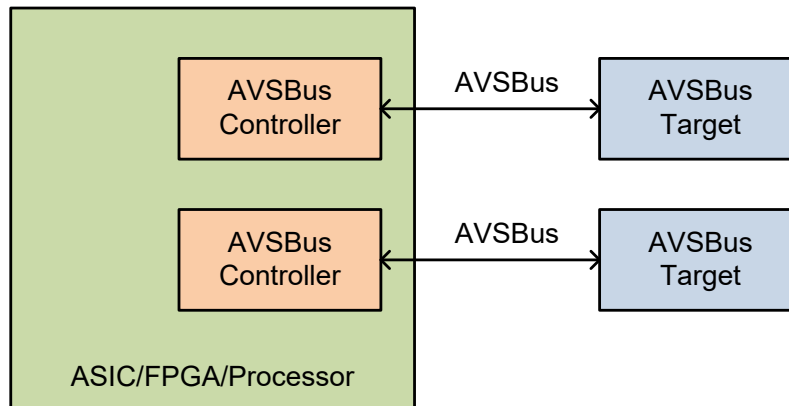 AVSBus
Controller
AVSBus
AVSBus
Target
AVSBus
Controller
AVSBus
AVSBus
Target
ASIC/FPGA/Processor